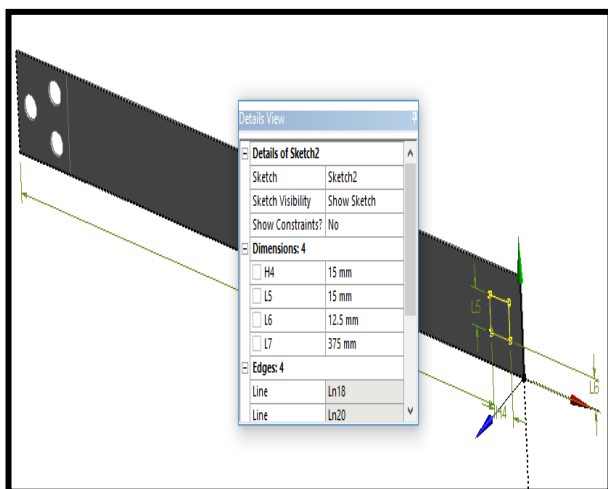 Details View
Details of Sketch2
Sketch Sketch2
Sketch Visibility Show Sketch
Show Constraints? No
Dimensions: 4
H4 15 mm
L5 15 mm
L6 12.5 mm
L7 375 mm
Edges: 4
Line Ln18
Line Ln20
L5
L6
H4